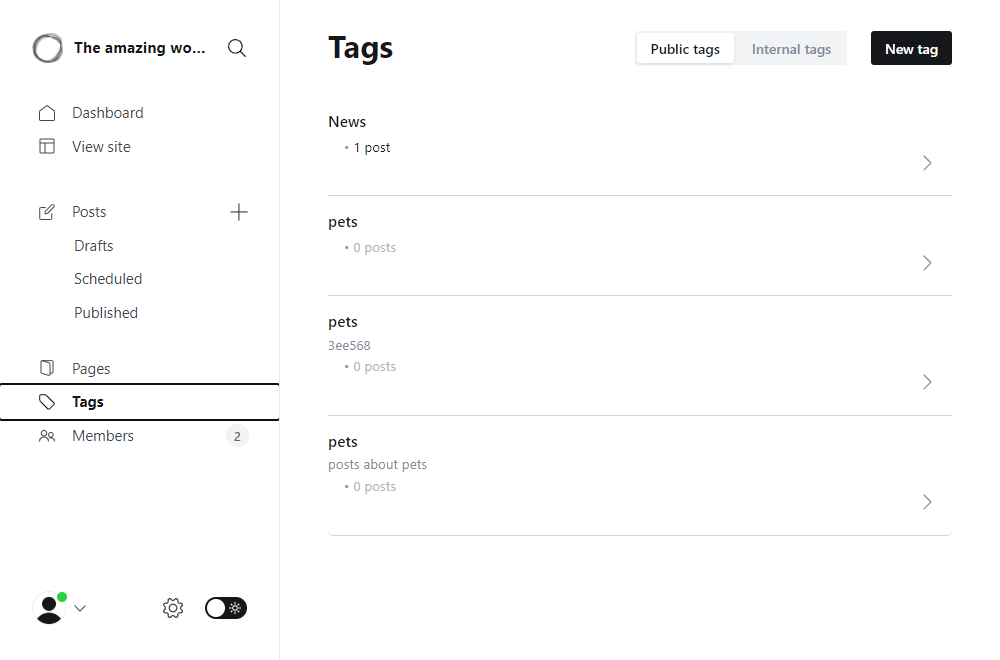 The amazing wo...
Dashboard
View site
Posts
Drafts
Scheduled
Published
Pages
Tags
Members
2
Tags
Public tags
Internal tags
New tag
News
• 1 post
pets
• 0 posts
pets
3ee568
• 0 posts
pets
posts about pets
• 0 posts